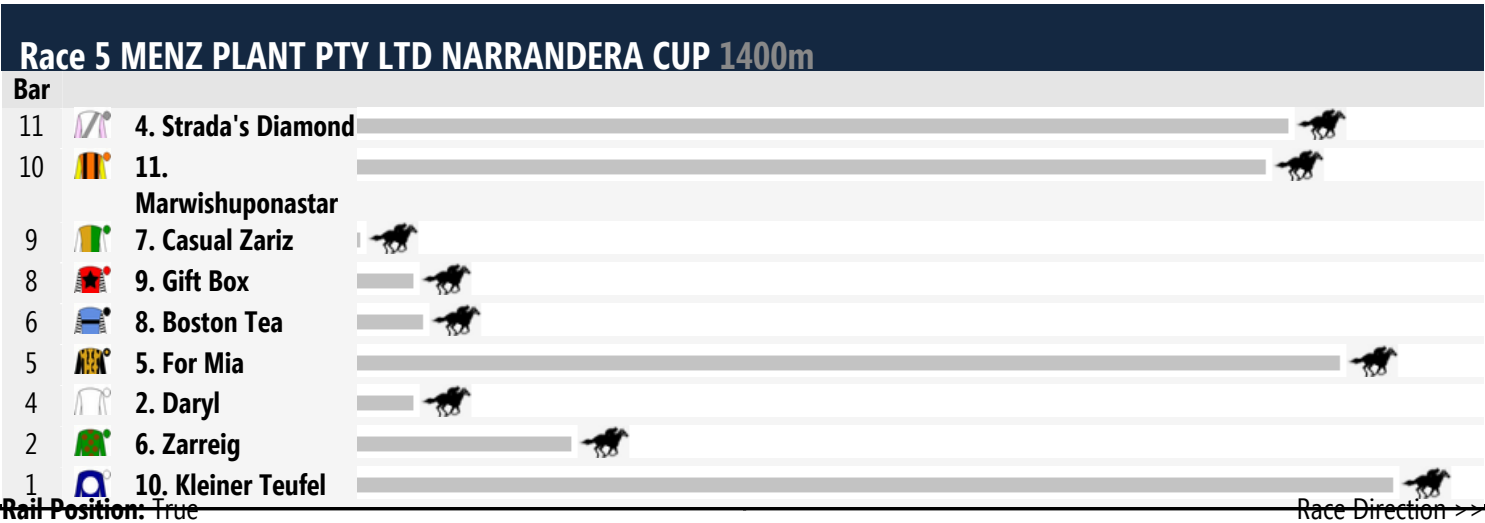 Race 5 MENZ PLANT PTY LTD NARRANDERA CUP 1400m
Bar
11 4. Strada's Diamond
10 11.
Marwishuponastar
9 7. Casual Zariz
8 9. Gift Box
6 8. Boston Tea
5 5. For Mia
4 2. Daryl
2 6. Zarreig
1 10. Kleiner Teufel
Rail Position: True Race Direction >>